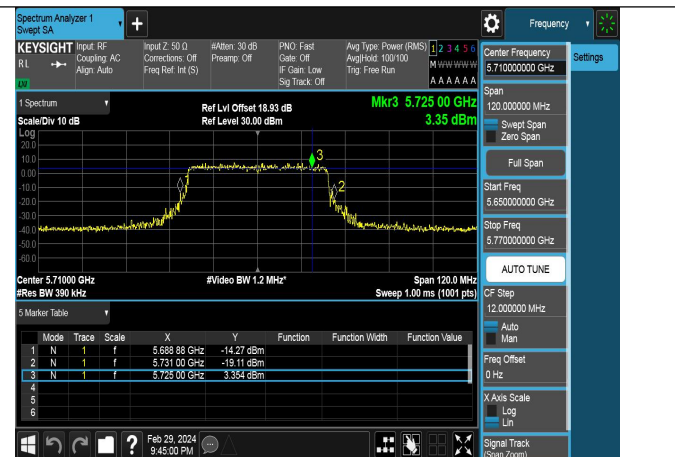 Spectrum Analyzer 1
Swept SA
+
Frequency
KEYSIGHT
RL
Input: RF
Coupling: AC
Align: Auto
Input Z: 50 Ω
Corrections: Off
Freq Ref: Int (S)
#Atten: 30 dB
Preamp: Off
PNO: Fast
Gate: Off
IF Gain: Low
Sig Track: Off
Avg Type: Power (RMS)
Avg|Hold: 100/100
Trig: Free Run
1 2 3 4 5 6
M W W W W W
A A A A A A
Center Frequency
5.710000000 GHz
Settings
Span
120.000000 MHz
Swept Span
Zero Span
Full Span
Start Freq
5.650000000 GHz
Stop Freq
5.770000000 GHz
AUTO TUNE
CF Step
12.000000 MHz
Auto
Man
Freq Offset
0 Hz
X Axis Scale
Log
Lin
Signal Track
(Span Zoom)
1 Spectrum
Scale/Div 10 dB
Ref Lvl Offset 18.93 dB
Ref Level 30.00 dBm
Mkr3 5.725 00 GHz
3.35 dBm
Log
20.0
10.0
0.00
-10.0
-20.0
-30.0
-40.0
-50.0
-60.0
1
2
3
Center 5.71000 GHz
#Video BW 1.2 MHz*
Span 120.0 MHz
#Res BW 390 kHz
Sweep 1.00 ms (1001 pts)
5 Marker Table
Mode Trace Scale X Y Function Function Width Function Value
1 N 1 f 5.688 88 GHz -14.27 dBm
2 N 1 f 5.731 00 GHz -19.11 dBm
3 N 1 f 5.725 00 GHz 3.354 dBm
4
5
6
?
Feb 29, 2024
9:45:00 PM